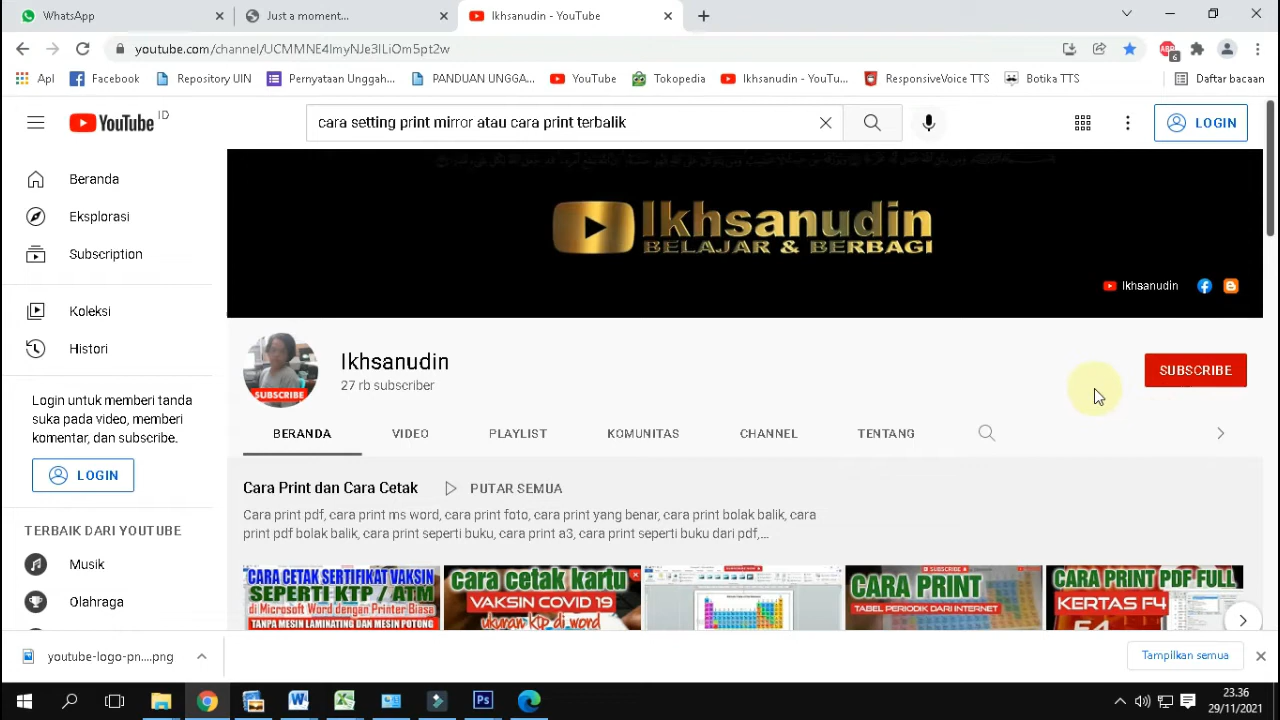 WhatsApp
Just a moment...
Ikhsanudin - YouTube
youtube.com/channel/UCMMNE4ImyNJe3ILiOm5pt2w
6
Apl
Facebook
Repository UIN
Pernyataan Unggah...
PANDUAN UNGGA...
YouTube
Tokopedia
Ikhsanudin - YouTu...
ResponsiveVoice TTS
Botika TTS
Daftar bacaan
YouTube ID
cara setting print mirror atau cara print terbalik
LOGIN
Beranda
Eksplorasi
Subscription
Koleksi
Histori
Login untuk memberi tanda
suka pada video, memberi
komentar, dan subscribe.
LOGIN
TERBAIK DARI YOUTUBE
Musik
Olahraga
Ikhsanudin
BELAJAR & BERBAGI
Ikhsanudin
SUBSCRIBE
Ikhsanudin
27 rb subscriber
SUBSCRIBE
BERANDA
VIDEO
PLAYLIST
KOMUNITAS
CHANNEL
TENTANG
Cara Print dan Cara Cetak
PUTAR SEMUA
Cara print pdf, cara print ms word, cara print foto, cara print yang benar, cara print bolak balik, cara
print pdf bolak balik, cara print seperti buku, cara print a3, cara print seperti buku dari pdf,...
CARA CETAK SERTIFIKAT VAKSIN
SEPERTI KTP / ATM
di Microsoft Word dengan Printer Biasa
TANPA MESIN LAMINATING DAN MESIN POTONG
cara cetak kartu
VAKSIN COVID 19
ukuran ktp di word
CARA PRINT
TABEL PERIODIK DARI INTERNET
CARA PRINT PDF FULL
KERTAS F4
F4
youtube-logo-pn....png
Tampilkan semua
23.36
29/11/2021